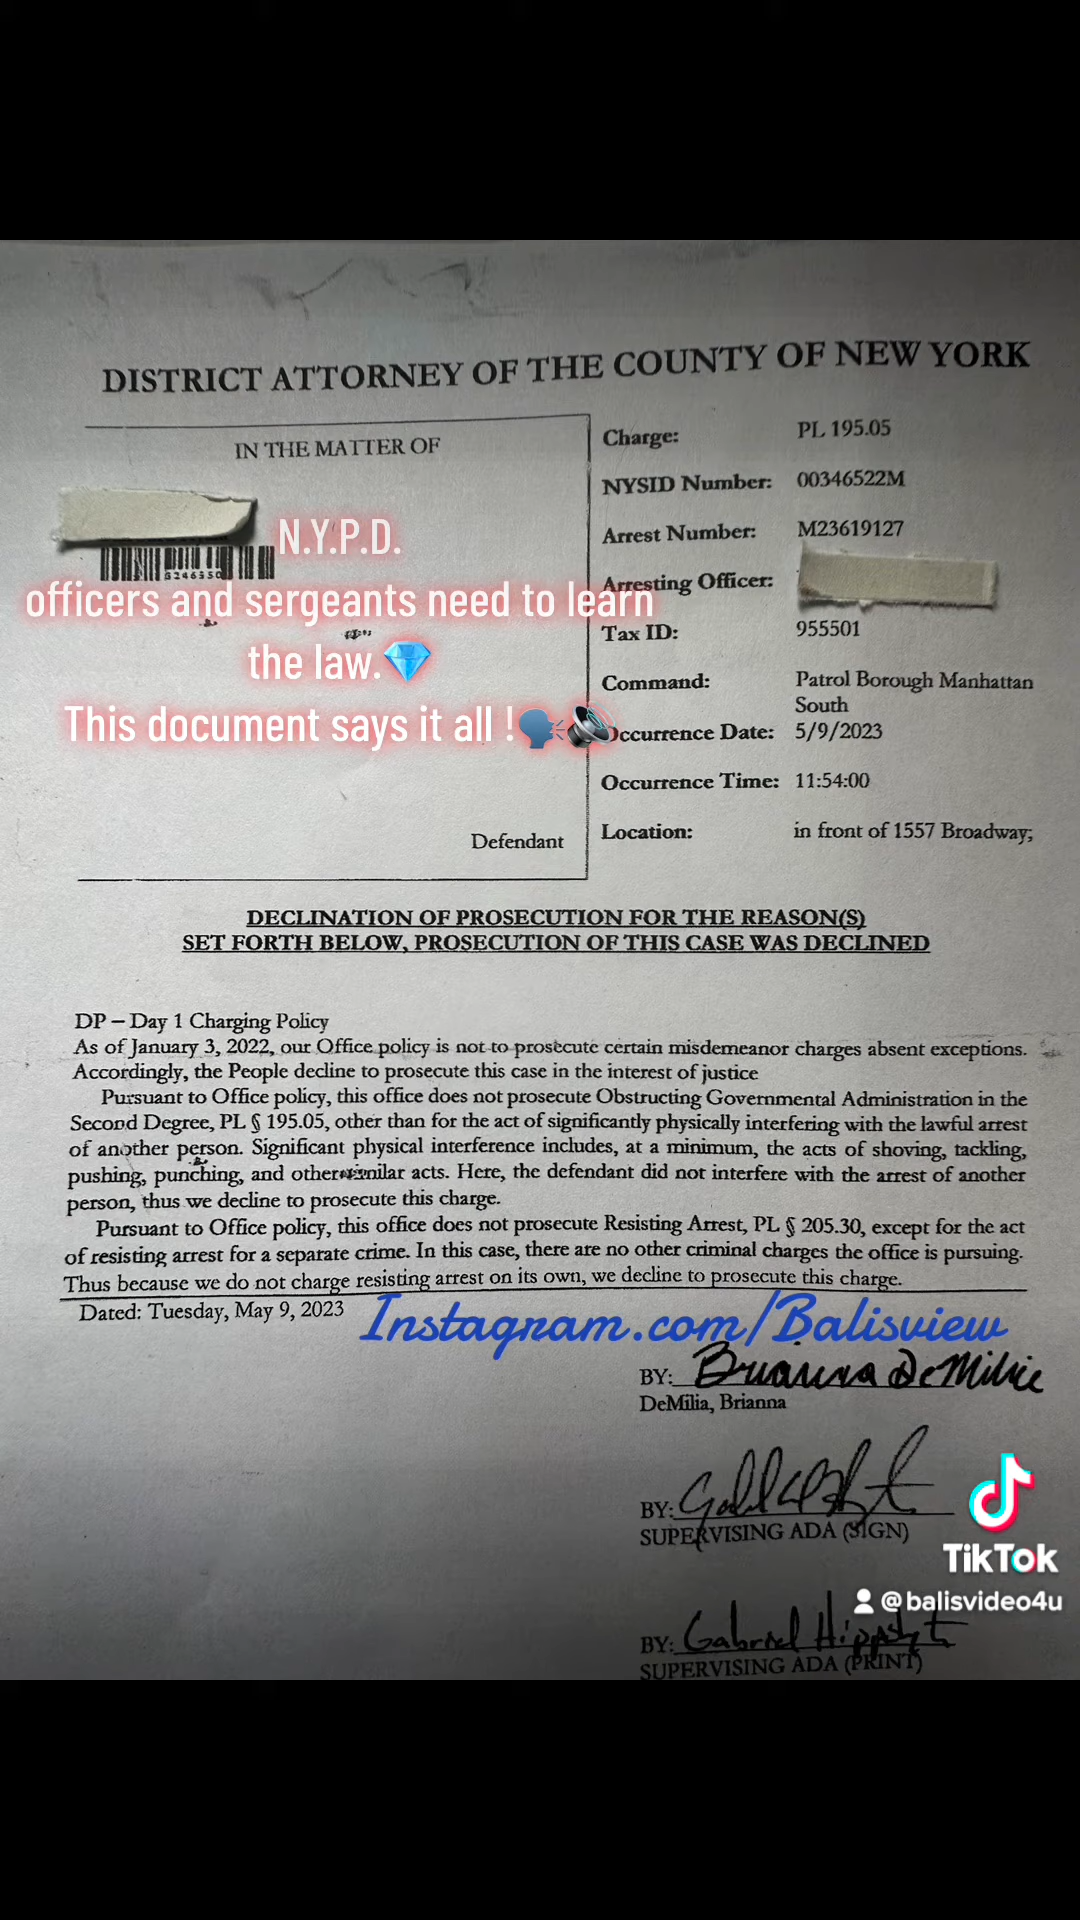 DISTRICT ATTORNEY OF THE COUNTY OF NEW YORK
IN THE MATTER OF
N.Y.P.D.
officers and sergeants need to learn
the law.💎
This document says it all !🗣️🔊
Defendant
Charge: PL 195.05
NYSID Number: 00346522M
Arrest Number: M23619127
Arresting Officer:
Tax ID: 955501
Command: Patrol Borough Manhattan
South
Occurrence Date: 5/9/2023
Occurrence Time: 11:54:00
Location: in front of 1557 Broadway;
DECLINATION OF PROSECUTION FOR THE REASON(S)
SET FORTH BELOW, PROSECUTION OF THIS CASE WAS DECLINED
DP – Day 1 Charging Policy
As of January 3, 2022, our Office policy is not to prosecute certain misdemeanor charges absent exceptions.
Accordingly, the People decline to prosecute this case in the interest of justice
Pursuant to Office policy, this office does not prosecute Obstructing Governmental Administration in the
Second Degree, PL § 195.05, other than for the act of significantly physically interfering with the lawful arrest
of another person. Significant physical interference includes, at a minimum, the acts of shoving, tackling,
pushing, punching, and other similar acts. Here, the defendant did not interfere with the arrest of another
person, thus we decline to prosecute this charge.
Pursuant to Office policy, this office does not prosecute Resisting Arrest, PL § 205.30, except for the act
of resisting arrest for a separate crime. In this case, there are no other criminal charges the office is pursuing.
Thus because we do not charge resisting arrest on its own, we decline to prosecute this charge.
Dated: Tuesday, May 9, 2023
Instagram.com/Balisview
BY: Brianna DeMilia
DeMilia, Brianna
BY:
SUPERVISING ADA (SIGN)
TikTok
@balisvideo4u
BY: Gabriel
SUPERVISING ADA (PRINT)